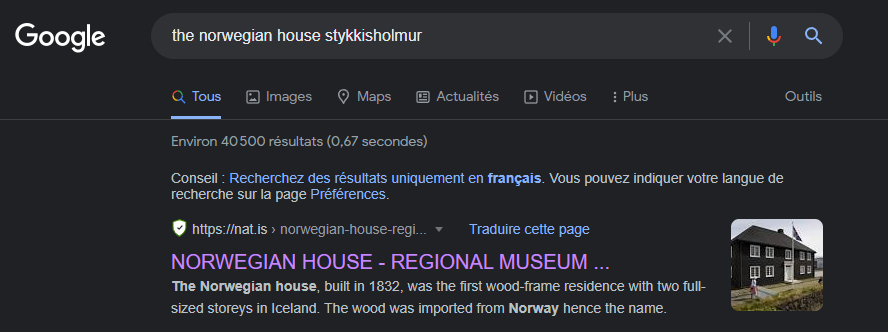 Google
the norwegian house stykkisholmur
Tous Images Maps Actualités Vidéos Plus Outils
Environ 40 500 résultats (0,67 secondes)
Conseil : Recherchez des résultats uniquement en français. Vous pouvez indiquer votre langue de
recherche sur la page Préférences.
https://nat.is › norwegian-house-regi... Traduire cette page
NORWEGIAN HOUSE - REGIONAL MUSEUM ...
The Norwegian house, built in 1832, was the first wood-frame residence with two full-
sized storeys in Iceland. The wood was imported from Norway hence the name.